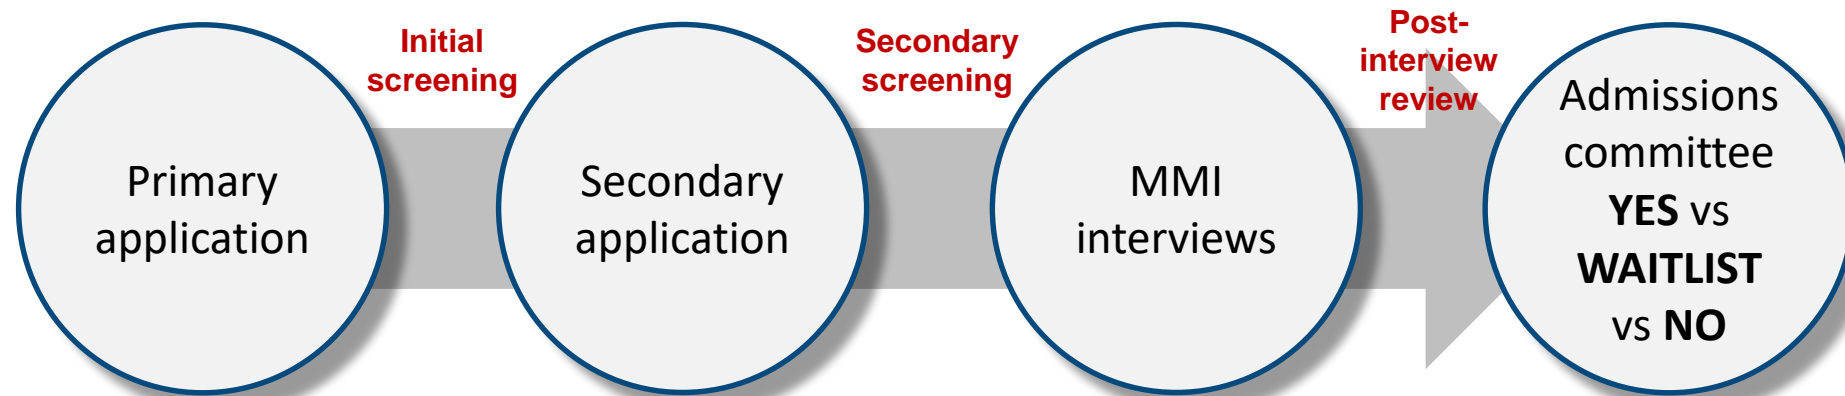 Primary
application
Initial
screening
Secondary
application
Secondary
screening
MMI
interviews
Post-
interview
review
Admissions
committee
YES vs
WAITLIST
vs NO